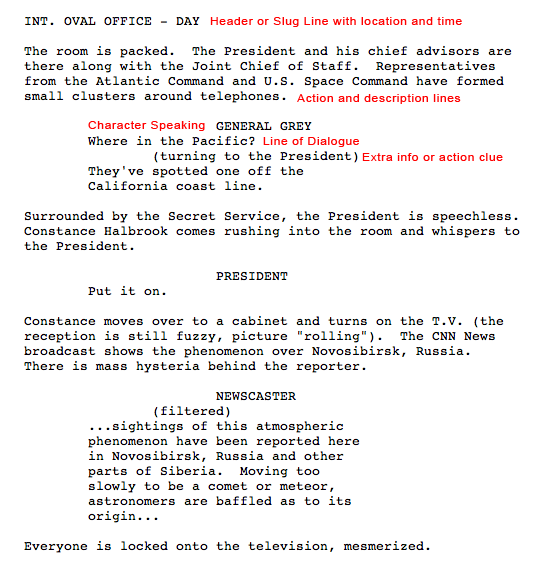 INT. OVAL OFFICE - DAY Header or Slug Line with location and time
The room is packed. The President and his chief advisors are
there along with the Joint Chief of Staff. Representatives
from the Atlantic Command and U.S. Space Command have formed
small clusters around telephones. Action and description lines
Character Speaking GENERAL GREY
Where in the Pacific? Line of Dialogue
(turning to the President) Extra info or action clue
They've spotted one off the
California coast line.
Surrounded by the Secret Service, the President is speechless.
Constance Halbrook comes rushing into the room and whispers to
the President.
PRESIDENT
Put it on.
Constance moves over to a cabinet and turns on the T.V. (the
reception is still fuzzy, picture "rolling"). The CNN News
broadcast shows the phenomenon over Novosibirsk, Russia.
There is mass hysteria behind the reporter.
NEWSCASTER
(filtered)
...sightings of this atmospheric
phenomenon have been reported here
in Novosibirsk, Russia and other
parts of Siberia. Moving too
slowly to be a comet or meteor,
astronomers are baffled as to its
origin...
Everyone is locked onto the television, mesmerized.